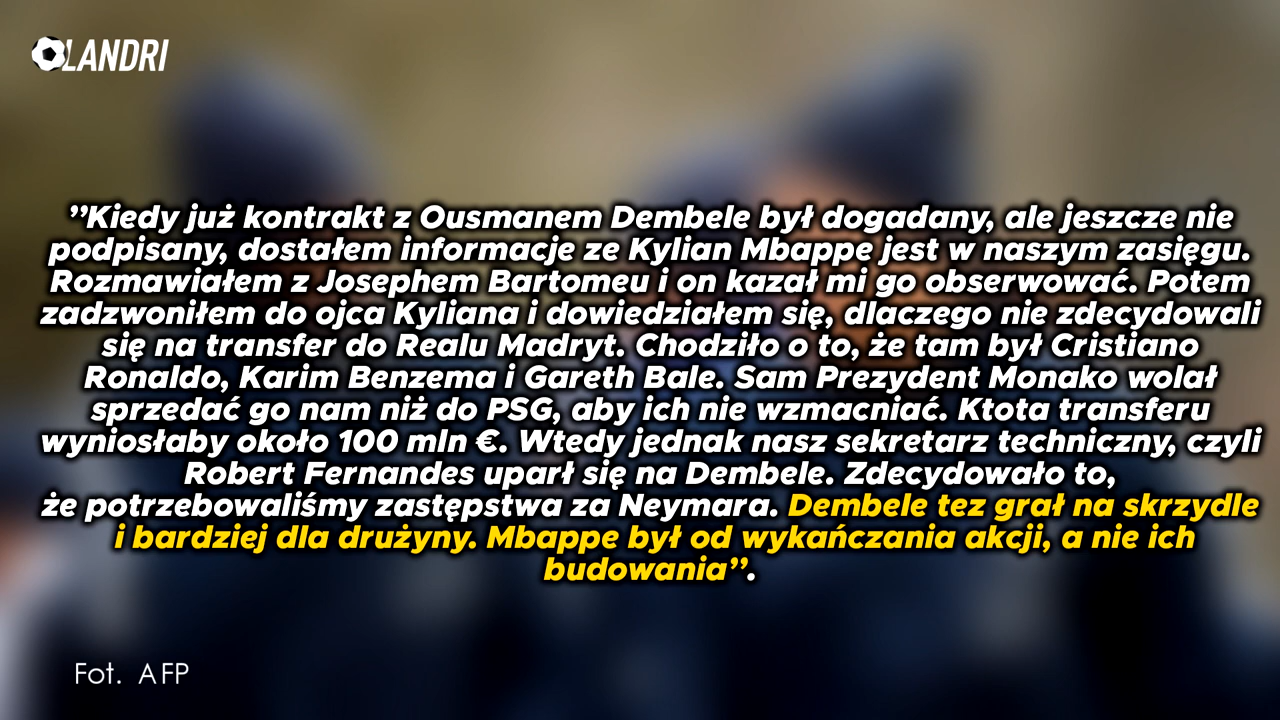 OLANDRI
”Kiedy już kontrakt z Ousmanem Dembele był dogadany, ale jeszcze nie
podpisany, dostałem informacje ze Kylian Mbappe jest w naszym zasięgu.
Rozmawiałem z Josephem Bartomeu i on kazał mi go obserwować. Potem
zadzwoniłem do ojca Kyliana i dowiedziałem się, dlaczego nie zdecydowali
się na transfer do Realu Madryt. Chodziło o to, że tam był Cristiano
Ronaldo, Karim Benzema i Gareth Bale. Sam Prezydent Monako wolał
sprzedać go nam niż do PSG, aby ich nie wzmacniać. Ktota transferu
wyniosłaby około 100 mln €. Wtedy jednak nasz sekretarz techniczny, czyli
Robert Fernandes uparł się na Dembele. Zdecydowało to,
że potrzebowaliśmy zastępstwa za Neymara. Dembele tez grał na skrzydle
i bardziej dla drużyny. Mbappe był od wykańczania akcji, a nie ich
budowania”.
Fot. AFP